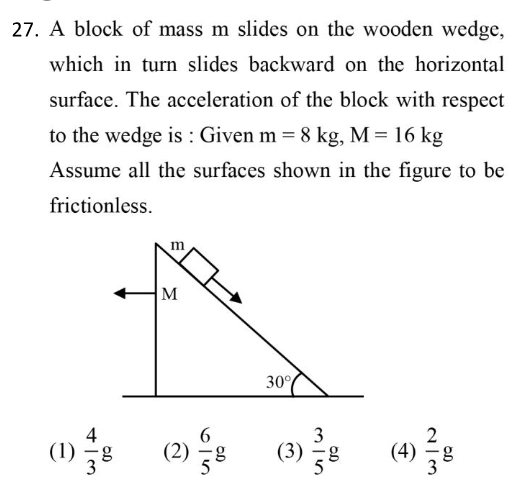 27. A block of mass m slides on the wooden wedge,
which in turn slides backward on the horizontal
surface. The acceleration of the block with respect
to the wedge is : Given m = 8 kg, M = 16 kg
Assume all the surfaces shown in the figure to be
frictionless.
m
M
30°
(1) 4/3 g (2) 6/5 g (3) 3/5 g (4) 2/3 g